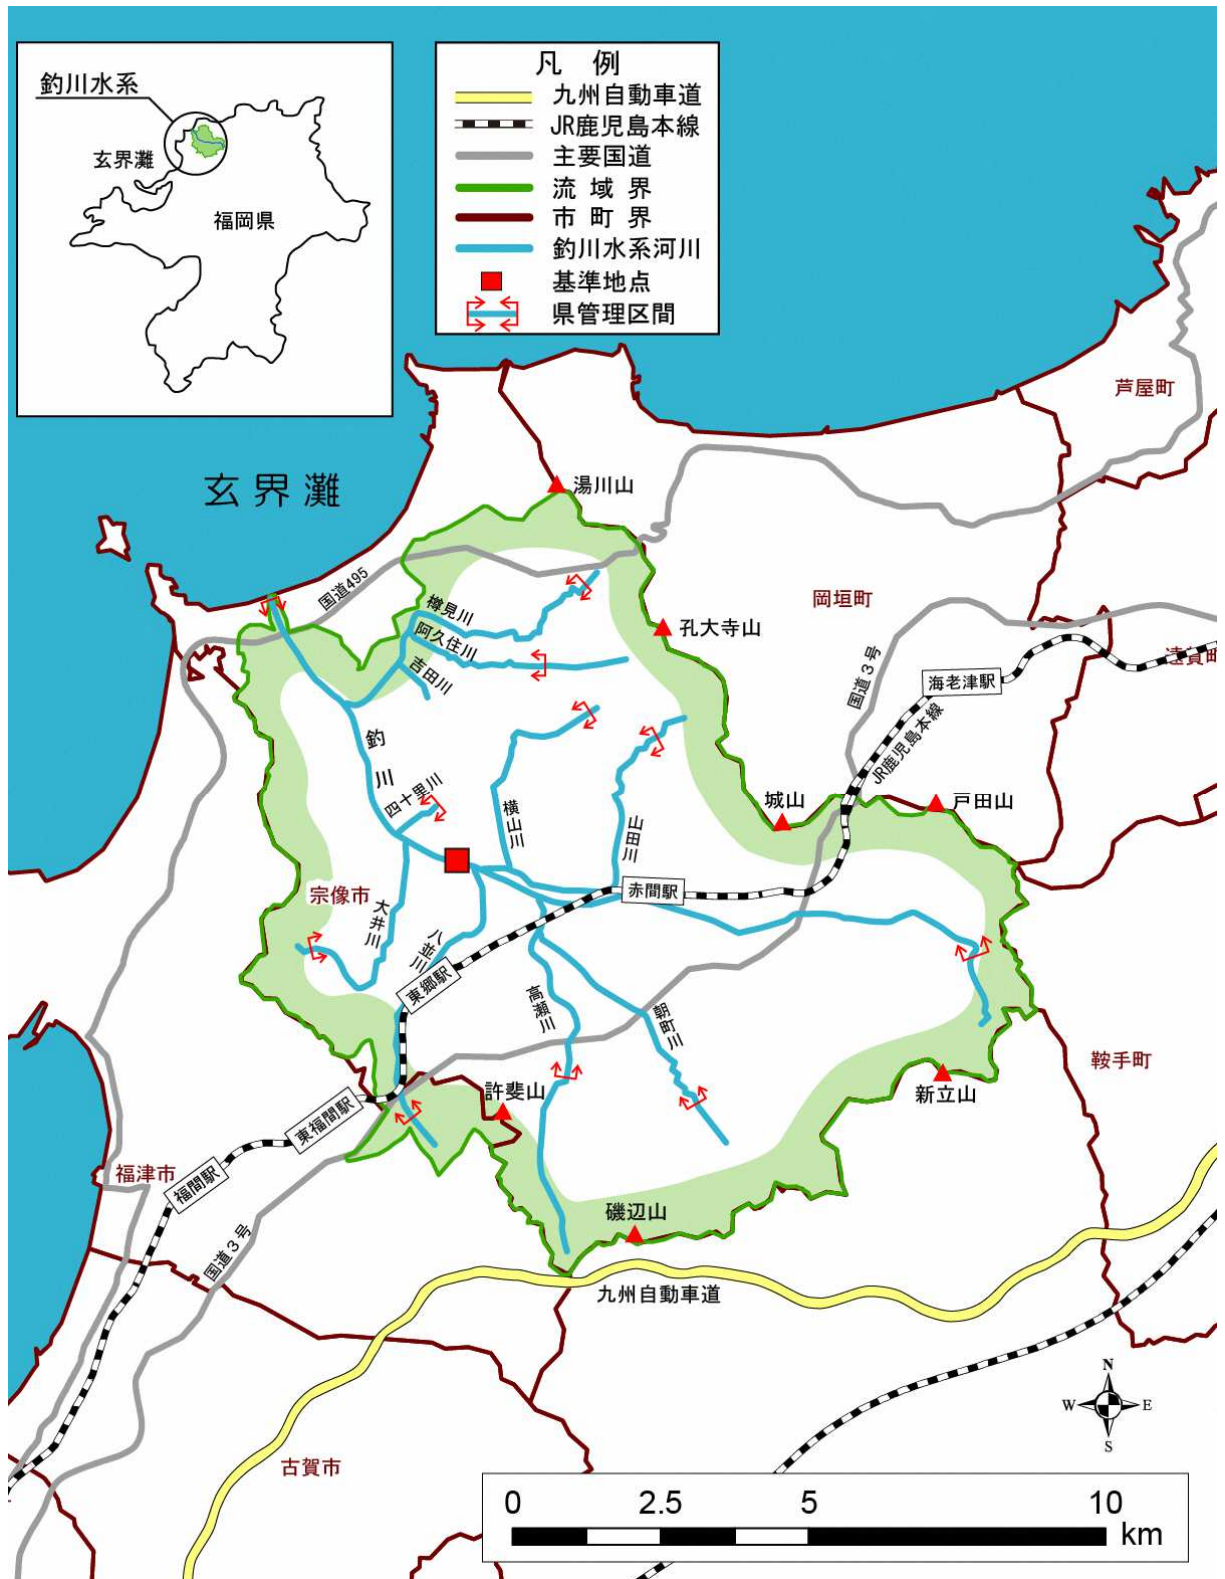 釣川水系
玄界灘
福岡県
凡 例
九州自動車道
JR鹿児島本線
主要国道
流 域 界
市 町 界
釣川水系河川
基準地点
県管理区間
芦屋町
玄界灘
湯川山
国道495
樽見川
阿久住川
吉田川
孔大寺山
岡垣町
遠賀町
海老津駅
国道3号
JR鹿児島本線
釣川
四十里川
横山川
山田川
城山
戸田山
宗像市
大井川
八並川
赤間駅
東郷駅
高瀬川
朝町川
新立山
鞍手町
許斐山
東福間駅
福間駅
福津市
国道3号
磯辺山
九州自動車道
古賀市
N
W
E
S
0 2.5 5 10
km